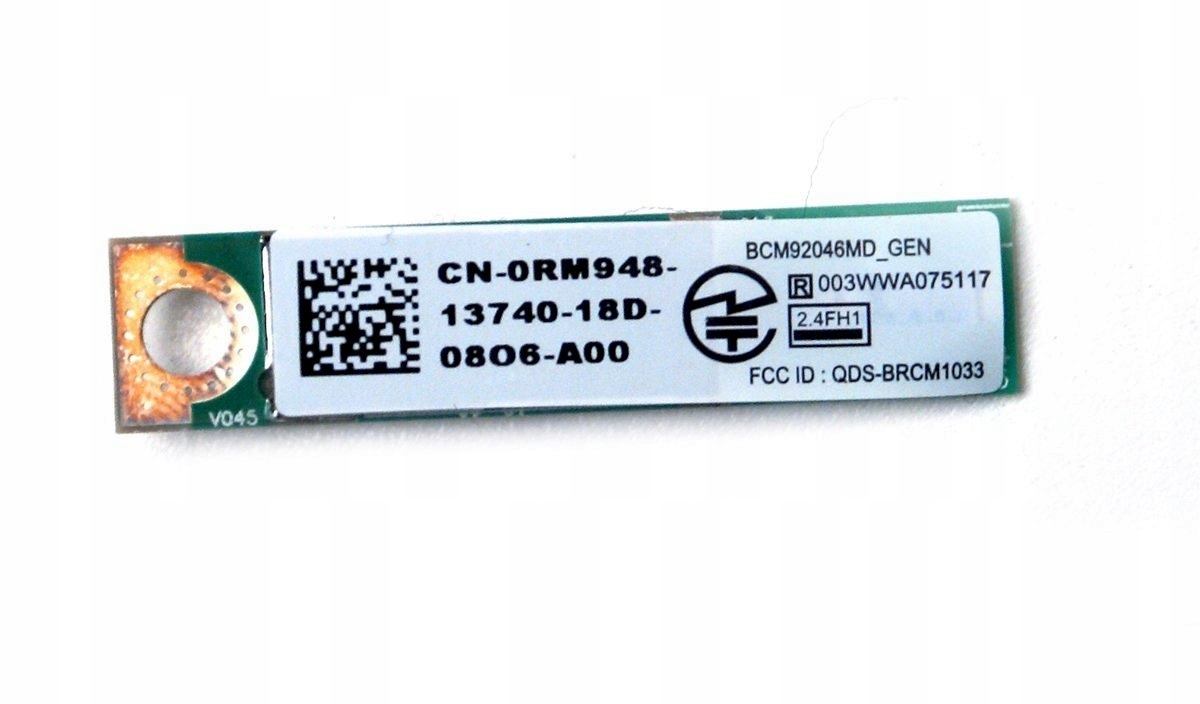 CN-0RM948-
13740-18D-
08O6-A00
BCM92046MD_GEN
R 003WWA075117
2.4FH1
FCC ID : QDS-BRCM1033
V045